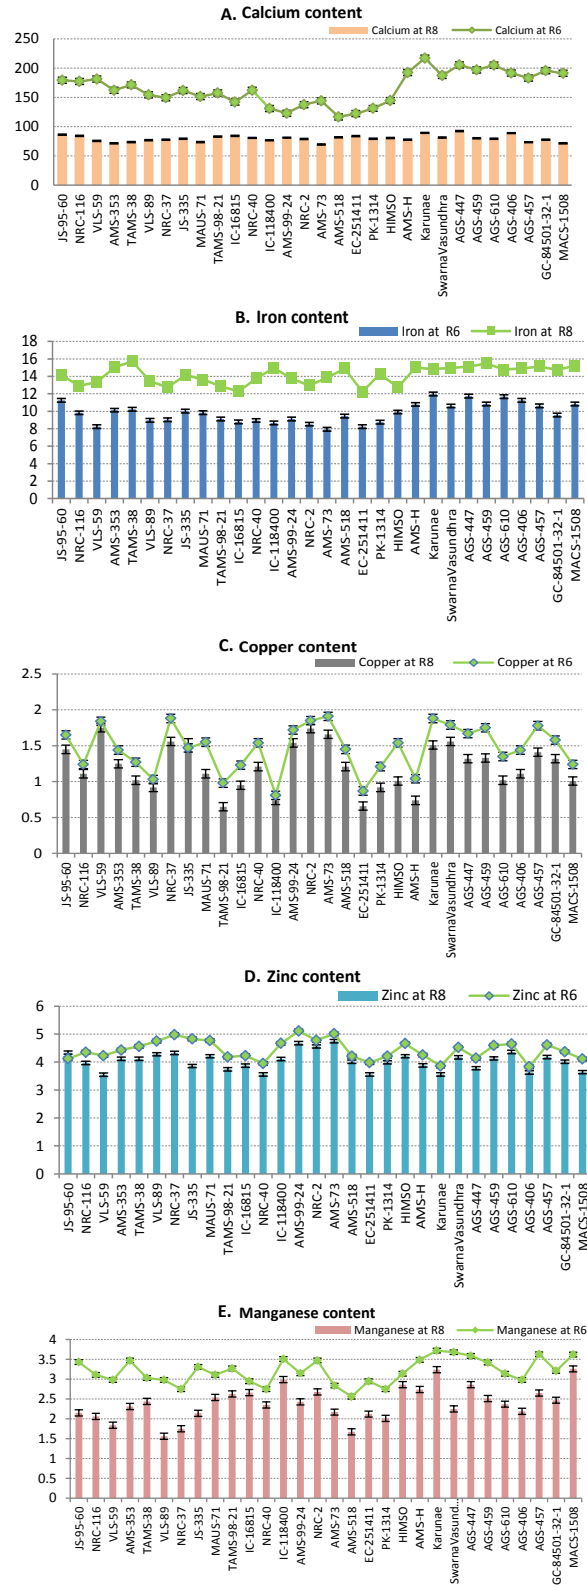 A. Calcium content
Calcium at R8 Calcium at R6
250
200
150
100
50
0
JS-95-60 NRC-116 VLS-59 AMS-353 TAMS-38 VLS-89 NRC-37 JS-335 MAUS-71 TAMS-98-21 IC-16815 NRC-40 IC-118400 AMS-99-24 NRC-2 AMS-73 AMS-518 EC-251411 PK-1314 HIMSO AMS-H Karunae SwarnaVasundhra AGS-447 AGS-459 AGS-610 AGS-406 AGS-457 GC-84501-32-1 MACS-1508
B. Iron content
Iron at R6 Iron at R8
18
16
14
12
10
8
6
4
2
0
JS-95-60 NRC-116 VLS-59 AMS-353 TAMS-38 VLS-89 NRC-37 JS-335 MAUS-71 TAMS-98-21 IC-16815 NRC-40 IC-118400 AMS-99-24 NRC-2 AMS-73 AMS-518 EC-251411 PK-1314 HIMSO AMS-H Karunae SwarnaVasundhra AGS-447 AGS-459 AGS-610 AGS-406 AGS-457 GC-84501-32-1 MACS-1508
C. Copper content
Copper at R8 Copper at R6
2.5
2
1.5
1
0.5
0
JS-95-60 NRC-116 VLS-59 AMS-353 TAMS-38 VLS-89 NRC-37 JS-335 MAUS-71 TAMS-98-21 IC-16815 NRC-40 IC-118400 AMS-99-24 NRC-2 AMS-73 AMS-518 EC-251411 PK-1314 HIMSO AMS-H Karunae SwarnaVasundhra AGS-447 AGS-459 AGS-610 AGS-406 AGS-457 GC-84501-32-1 MACS-1508
D. Zinc content
Zinc at R8 Zinc at R6
6
5
4
3
2
1
0
JS-95-60 NRC-116 VLS-59 AMS-353 TAMS-38 VLS-89 NRC-37 JS-335 MAUS-71 TAMS-98-21 IC-16815 NRC-40 IC-118400 AMS-99-24 NRC-2 AMS-73 AMS-518 EC-251411 PK-1314 HIMSO AMS-H Karunae SwarnaVasundhra AGS-447 AGS-459 AGS-610 AGS-406 AGS-457 GC-84501-32-1 MACS-1508
E. Manganese content
Manganese at R8 Manganese at R6
4
3.5
3
2.5
2
1.5
1
0.5
0
JS-95-60 NRC-116 VLS-59 AMS-353 TAMS-38 VLS-89 NRC-37 JS-335 MAUS-71 TAMS-98-21 IC-16815 NRC-40 IC-118400 AMS-99-24 NRC-2 AMS-73 AMS-518 EC-251411 PK-1314 HIMSO AMS-H Karunae SwarnaVasund... AGS-447 AGS-459 AGS-610 AGS-406 AGS-457 GC-84501-32-1 MACS-1508